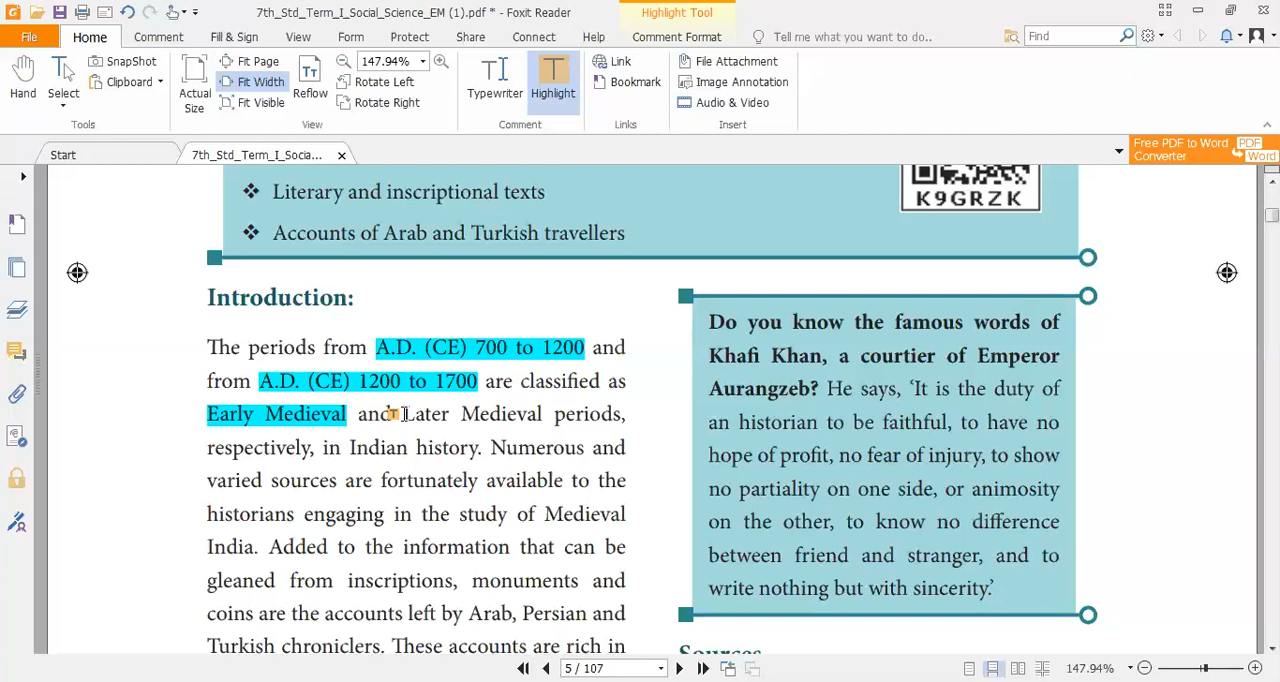 7th_Std_Term_I_Social_Science_EM (1).pdf * - Foxit Reader
Highlight Tool
File Home Comment Fill & Sign View Form Protect Share Connect Help Comment Format Tell me what you want to do.. Find
Hand
Select
SnapShot
Clipboard
Tools
Actual Size
Fit Page
Fit Width
Fit Visible
Reflow
147.94%
Rotate Left
Rotate Right
View
Typewriter
Highlight
Comment
Link
Bookmark
Links
File Attachment
Image Annotation
Audio & Video
Insert
Start
7th_Std_Term_I_Socia...
Free PDF to Word
Converter
PDF
Word
❖ Literary and inscriptional texts
❖ Accounts of Arab and Turkish travellers
K9GRZK
Introduction:
The periods from A.D. (CE) 700 to 1200 and
from A.D. (CE) 1200 to 1700 are classified as
Early Medieval and Later Medieval periods,
respectively, in Indian history. Numerous and
varied sources are fortunately available to the
historians engaging in the study of Medieval
India. Added to the information that can be
gleaned from inscriptions, monuments and
coins are the accounts left by Arab, Persian and
Turkish chroniclers. These accounts are rich in
Do you know the famous words of
Khafi Khan, a courtier of Emperor
Aurangzeb? He says, ‘It is the duty of
an historian to be faithful, to have no
hope of profit, no fear of injury, to show
no partiality on one side, or animosity
on the other, to know no difference
between friend and stranger, and to
write nothing but with sincerity.’
Sources
5 / 107
147.94%